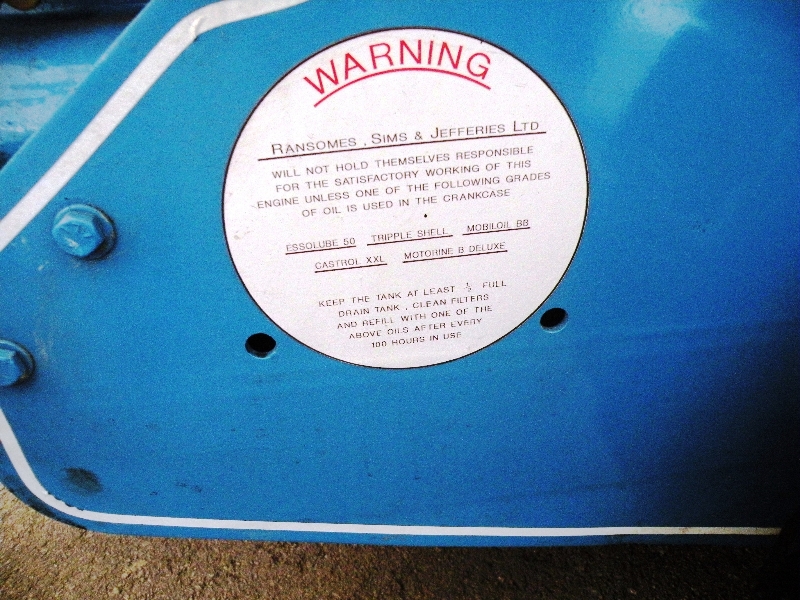 WARNING
RANSOMES, SIMS & JEFFERIES LTD
WILL NOT HOLD THEMSELVES RESPONSIBLE
FOR THE SATISFACTORY WORKING OF THIS
ENGINE UNLESS ONE OF THE FOLLOWING GRADES
OF OIL IS USED IN THE CRANKCASE
ESSOLUBE 50 TRIPPLE SHELL MOBILOIL BB
CASTROL XXL MOTORINE B DELUXE
KEEP THE TANK AT LEAST ½ FULL
DRAIN TANK, CLEAN FILTERS
AND REFILL WITH ONE OF THE
ABOVE OILS AFTER EVERY
100 HOURS IN USE